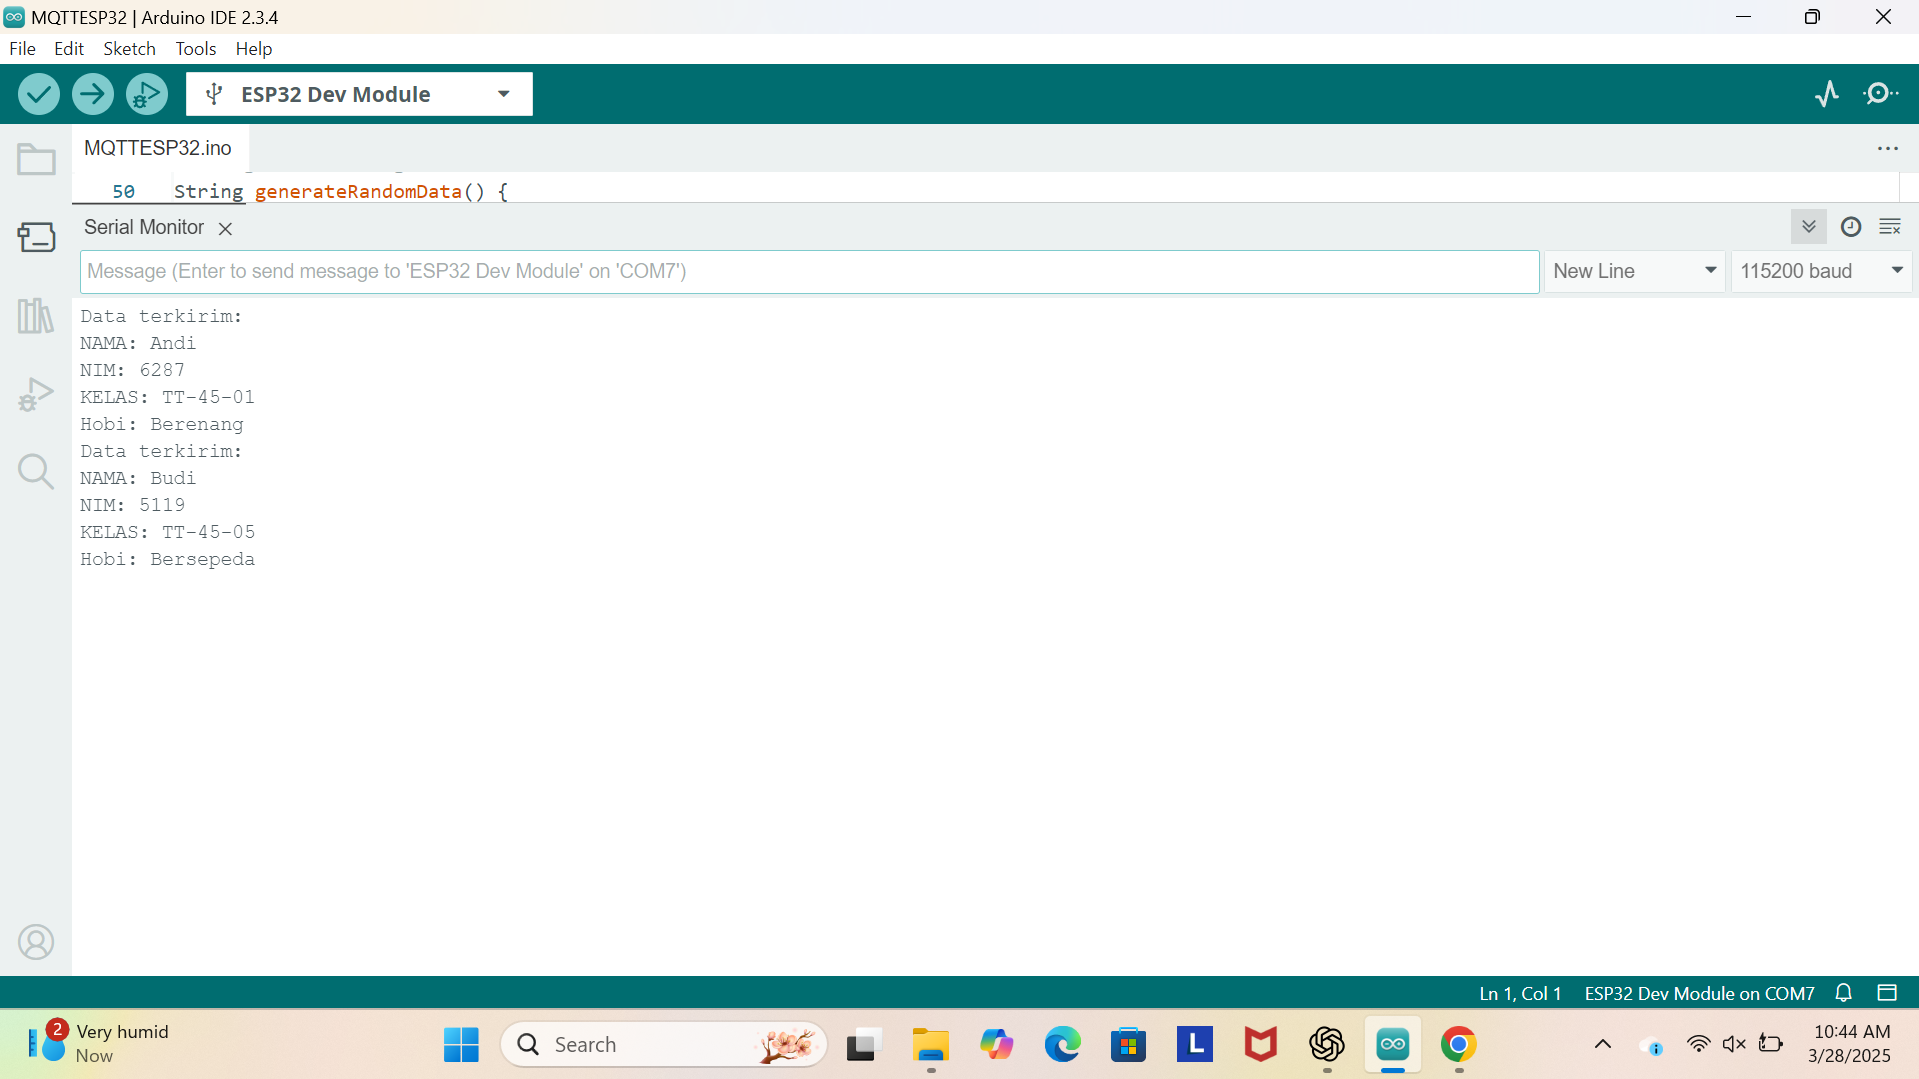 MQTTESP32 | Arduino IDE 2.3.4
File Edit Sketch Tools Help
ESP32 Dev Module
MQTTESP32.ino
50 String generateRandomData() {
Serial Monitor
Message (Enter to send message to 'ESP32 Dev Module' on 'COM7')
New Line
115200 baud
Data terkirim:
NAMA: Andi
NIM: 6287
KELAS: TT-45-01
Hobi: Berenang
Data terkirim:
NAMA: Budi
NIM: 5119
KELAS: TT-45-05
Hobi: Bersepeda
Ln 1, Col 1 ESP32 Dev Module on COM7
2
Very humid
Now
Search
L
10:44 AM
3/28/2025